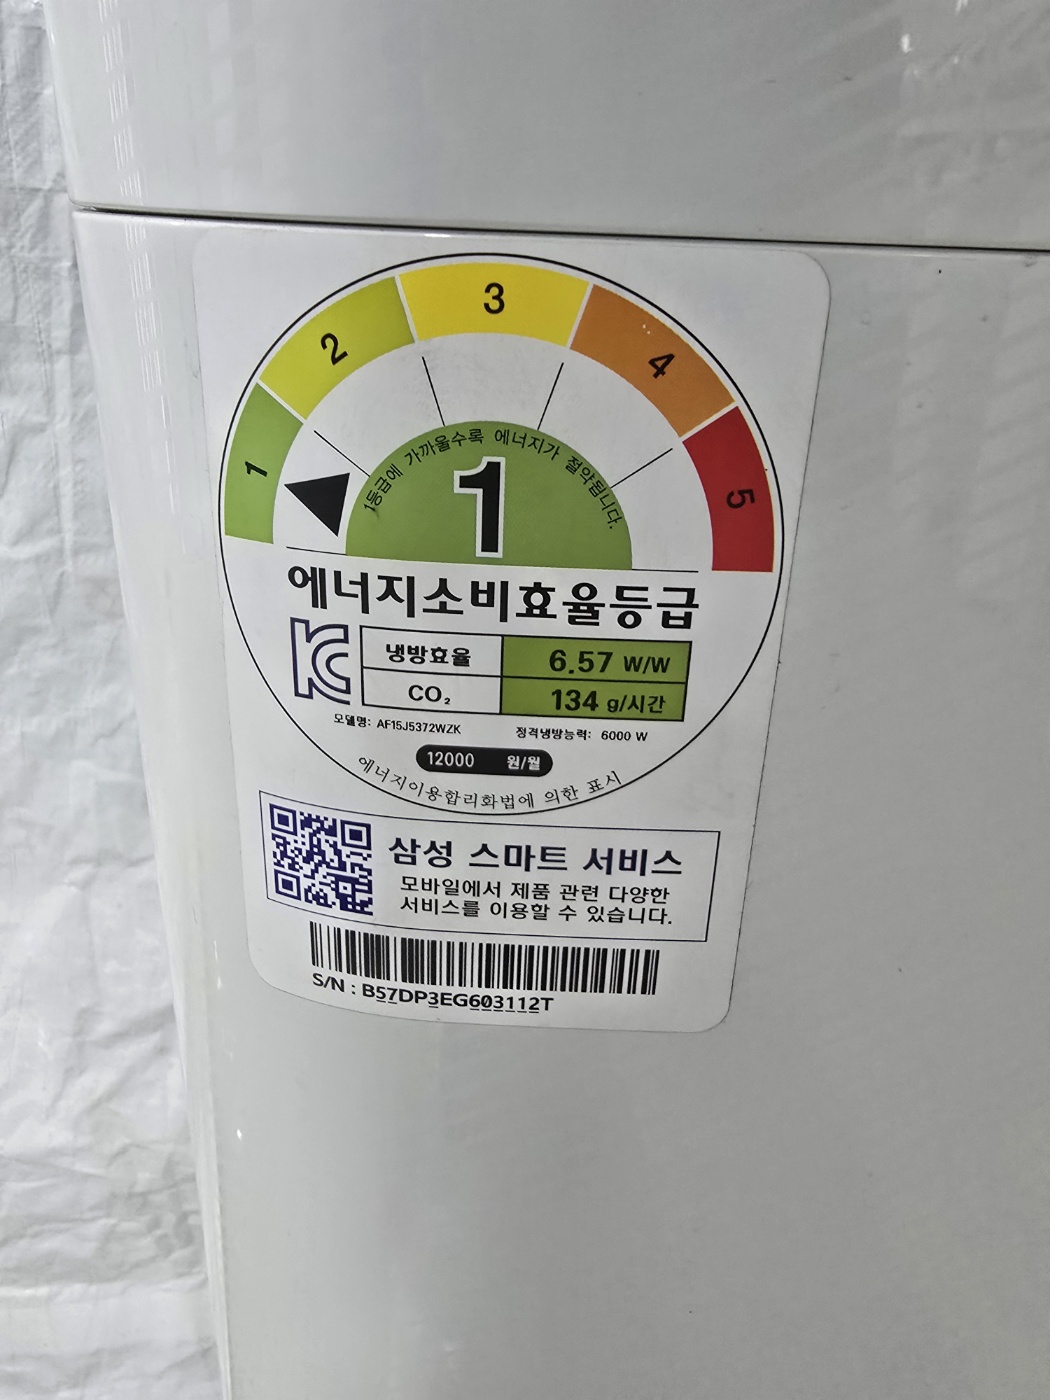 1
2
3
4
5
1등급에 가까울수록 에너지가 절약됩니다.
1
에너지소비효율등급
냉방효율 6.57 W/W
CO₂ 134 g/시간
모델명: AF15J5372WZK 정격냉방능력: 6000 W
12000 원/월
에너지이용합리화법에 의한 표시
삼성 스마트 서비스
모바일에서 제품 관련 다양한
서비스를 이용할 수 있습니다.
S/N : B57DP3EG603112T